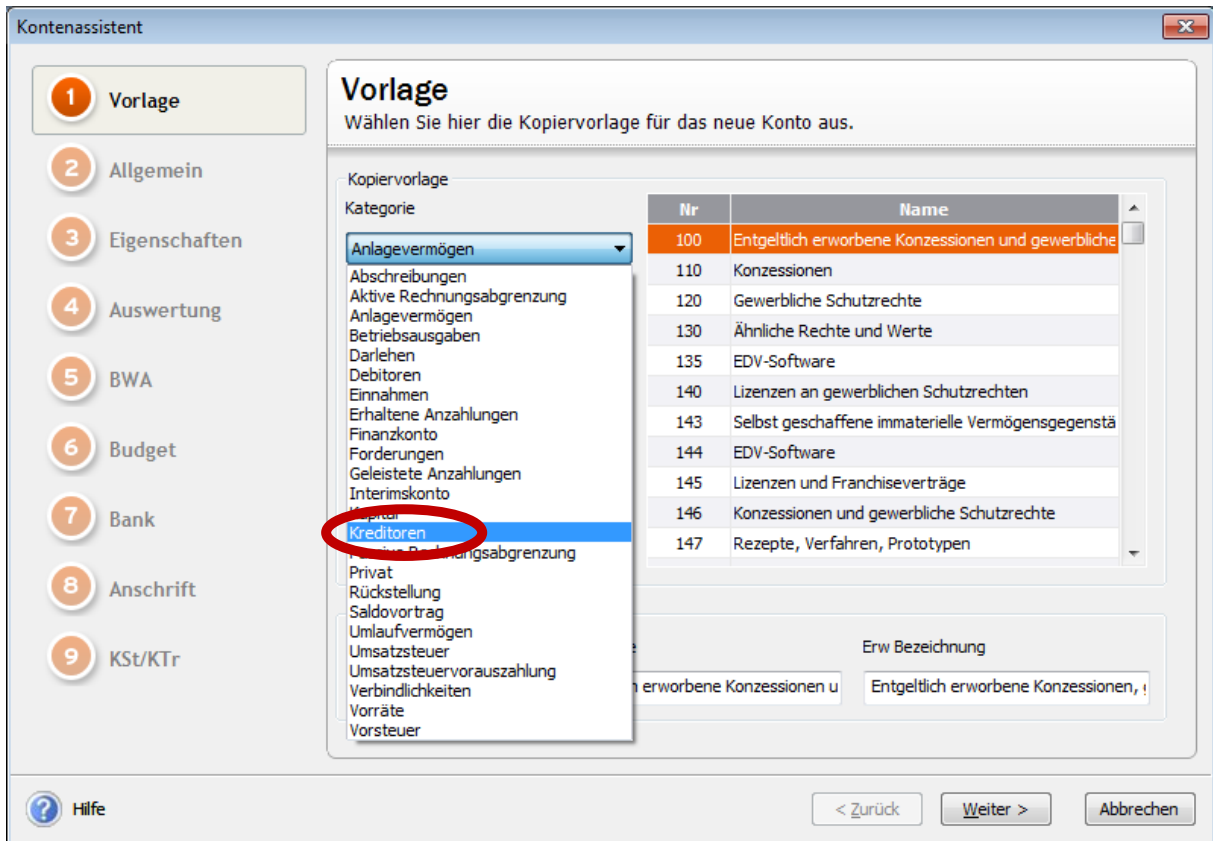 Kontenassistent
1 Vorlage
2 Allgemein
3 Eigenschaften
4 Auswertung
5 BWA
6 Budget
7 Bank
8 Anschrift
9 KSt/KTr
Vorlage
Wählen Sie hier die Kopiervorlage für das neue Konto aus.
Kopiervorlage
Kategorie
Anlagevermögen
Abschreibungen
Aktive Rechnungsabgrenzung
Anlagevermögen
Betriebsausgaben
Darlehen
Debitoren
Einnahmen
Erhaltene Anzahlungen
Finanzkonto
Forderungen
Geleistete Anzahlungen
Interimskonto
Kapital
Kreditoren
Passive Rechnungsabgrenzung
Privat
Rückstellung
Saldovortrag
Umlaufvermögen
Umsatzsteuer
Umsatzsteuervorauszahlung
Verbindlichkeiten
Vorräte
Vorsteuer
Nr Name
100 Entgeltlich erworbene Konzessionen und gewerbliche
110 Konzessionen
120 Gewerbliche Schutzrechte
130 Ähnliche Rechte und Werte
135 EDV-Software
140 Lizenzen an gewerblichen Schutzrechten
143 Selbst geschaffene immaterielle Vermögensgegenstä
144 EDV-Software
145 Lizenzen und Franchiseverträge
146 Konzessionen und gewerbliche Schutzrechte
147 Rezepte, Verfahren, Prototypen
Erw Bezeichnung
erworbene Konzessionen u
Entgeltlich erworbene Konzessionen,
? Hilfe
< Zurück
Weiter >
Abbrechen